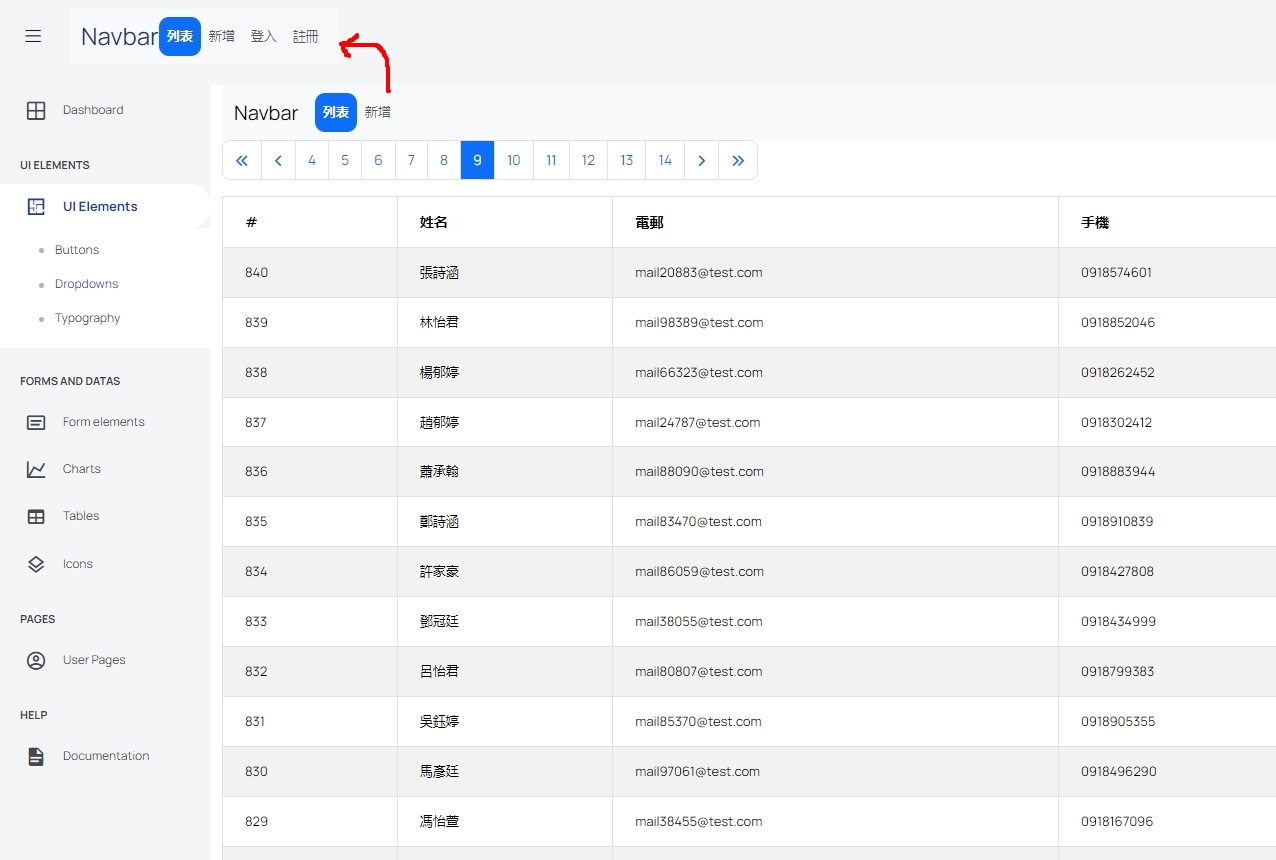 Navbar 列表 新增 登入 註冊
Dashboard
UI ELEMENTS
UI Elements
Buttons
Dropdowns
Typography
FORMS AND DATAS
Form elements
Charts
Tables
Icons
PAGES
User Pages
HELP
Documentation
Navbar 列表 新增
« ‹ 4 5 6 7 8 9 10 11 12 13 14 › »
# 姓名 電郵 手機
840 張詩涵 mail20883@test.com 0918574601
839 林怡君 mail98389@test.com 0918852046
838 楊郁婷 mail66323@test.com 0918262452
837 趙郁婷 mail24787@test.com 0918302412
836 蕭承翰 mail88090@test.com 0918883944
835 鄭詩涵 mail83470@test.com 0918910839
834 許家豪 mail86059@test.com 0918427808
833 鄧冠廷 mail38055@test.com 0918434999
832 呂怡君 mail80807@test.com 0918799383
831 吳鈺婷 mail85370@test.com 0918905355
830 馬彥廷 mail97061@test.com 0918496290
829 馮怡萱 mail38455@test.com 0918167096